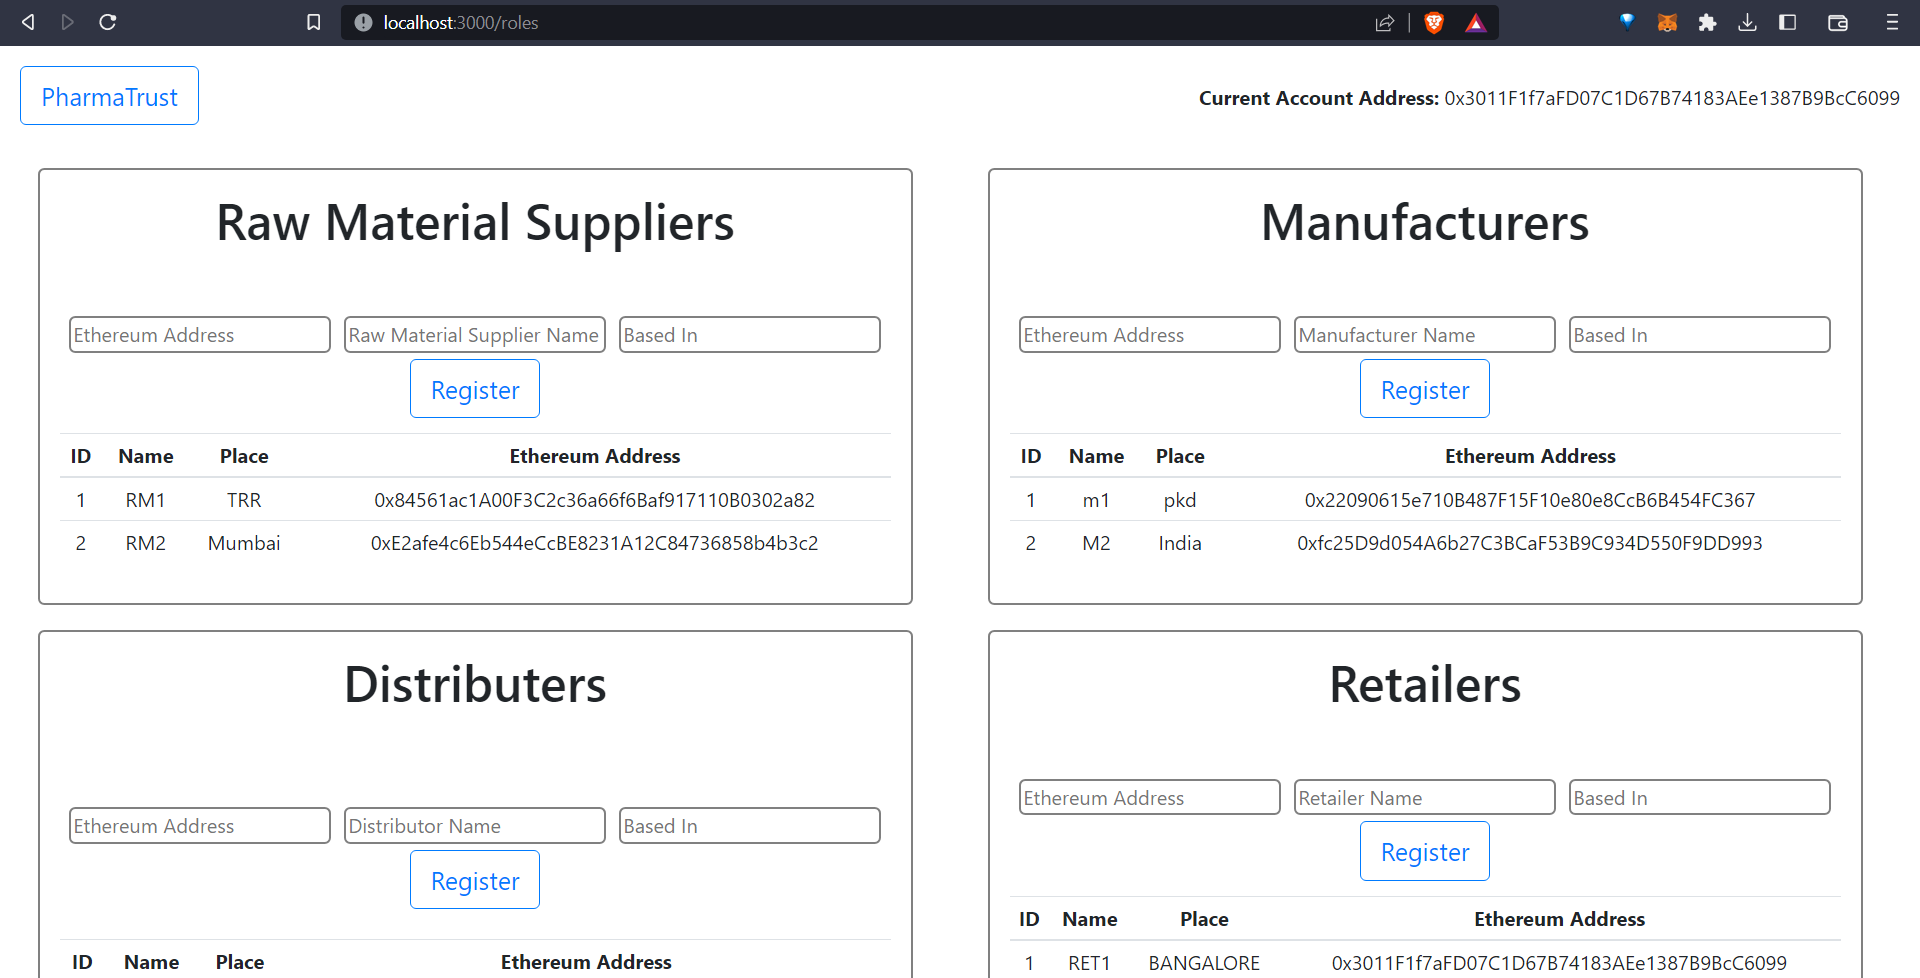 localhost:3000/roles
PharmaTrust
Current Account Address: 0x3011F1f7aFD07C1D67B74183AEe1387B9BcC6099
Raw Material Suppliers
Ethereum Address Raw Material Supplier Name Based In
Register
ID Name Place Ethereum Address
1 RM1 TRR 0x84561ac1A00F3C2c36a66f6Baf917110B0302a82
2 RM2 Mumbai 0xE2afe4c6Eb544eCcBE8231A12C84736858b4b3c2
Manufacturers
Ethereum Address Manufacturer Name Based In
Register
ID Name Place Ethereum Address
1 m1 pkd 0x22090615e710B487F15F10e80e8CcB6B454FC367
2 M2 India 0xfc25D9d054A6b27C3BCaF53B9C934D550F9DD993
Distributers
Ethereum Address Distributor Name Based In
Register
ID Name Place Ethereum Address
Retailers
Ethereum Address Retailer Name Based In
Register
ID Name Place Ethereum Address
1 RET1 BANGALORE 0x3011F1f7aFD07C1D67B74183AEe1387B9BcC6099